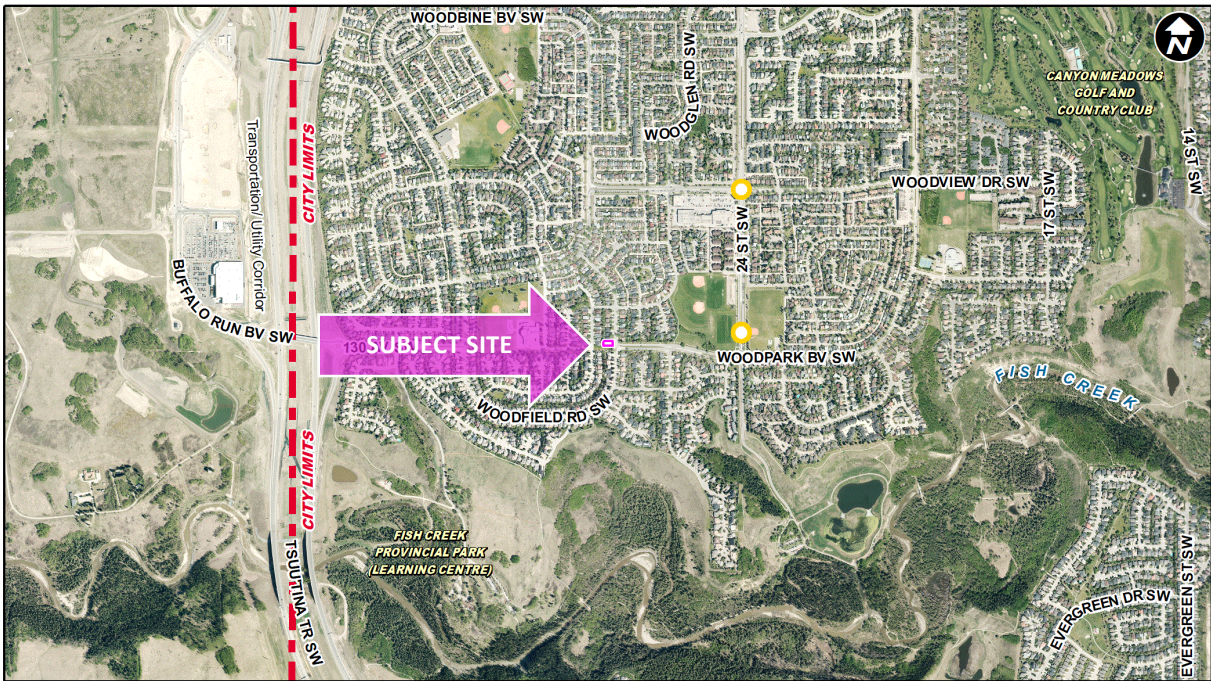 WOODBINE BV SW
N
WOODGLEN RD SW
CANYON MEADOWS
GOLF AND
COUNTRY CLUB
14 ST SW
CITY LIMITS
Transportation/ Utility Corridor
WOODVIEW DR SW
17 ST SW
24 ST SW
BUFFALO RUN BV SW
130
SUBJECT SITE
WOODPARK BV SW
FISH CREEK
WOODFIELD RD SW
CITY LIMITS
FISH CREEK
PROVINCIAL PARK
(LEARNING CENTRE)
TSUUT'INA TR SW
EVERGREEN DR SW
EVERGREEN ST SW